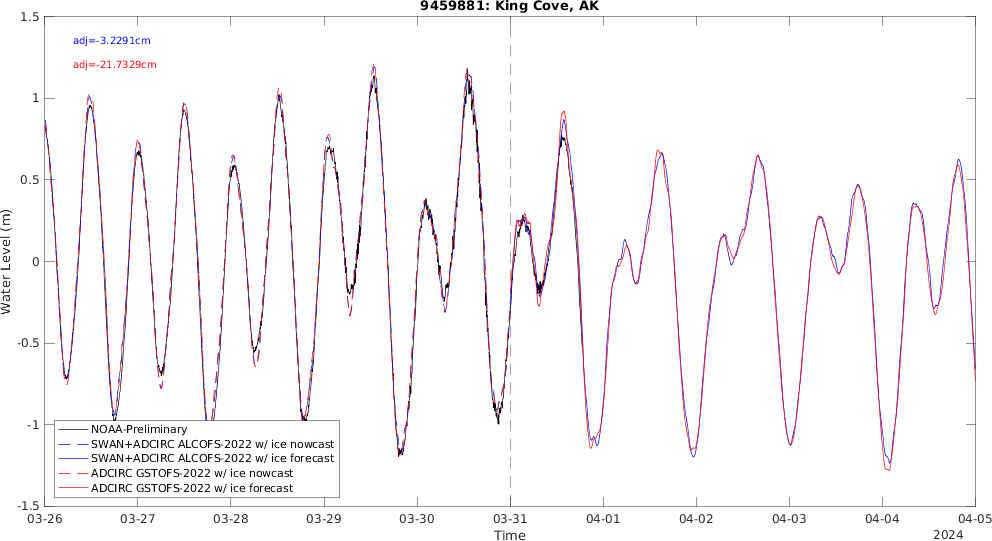 9459881: King Cove, AK
adj=-3.2291cm
adj=-21.7329cm
1.5
1
0.5
0
-0.5
-1
-1.5
Water Level (m)
NOAA-Preliminary
SWAN+ADCIRC ALCOFS-2022 w/ ice nowcast
SWAN+ADCIRC ALCOFS-2022 w/ ice forecast
ADCIRC GSTOFS-2022 w/ ice nowcast
ADCIRC GSTOFS-2022 w/ ice forecast
03-26 03-27 03-28 03-29 03-30 03-31 04-01 04-02 04-03 04-04 04-05
Time
2024